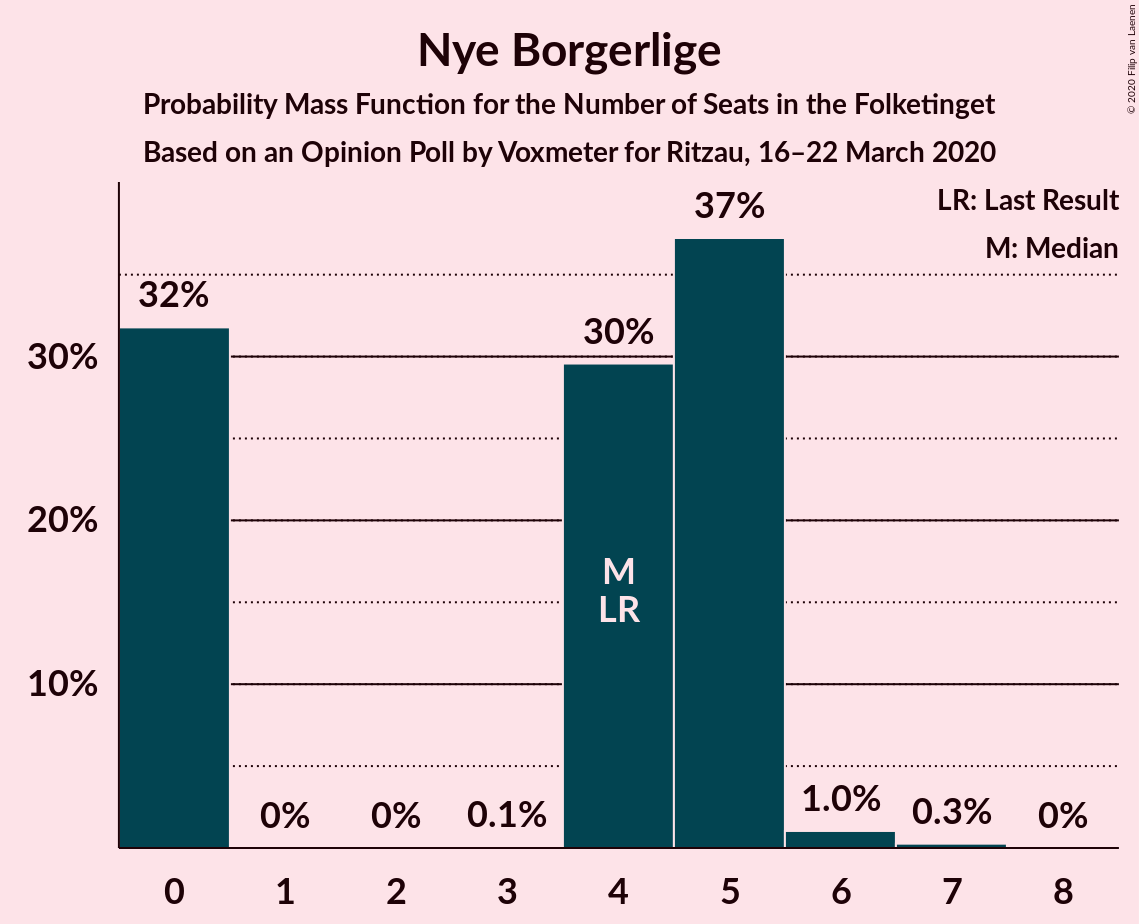 Nye Borgerlige
Probability Mass Function for the Number of Seats in the Folketinget
Based on an Opinion Poll by Voxmeter for Ritzau, 16–22 March 2020
© 2020 Filip van Laenen
LR: Last Result
M: Median
37%
32%
30%
30%
20%
10%
M
LR
0%
0%
0.1%
1.0%
0.3%
0%
0
1
2
3
4
5
6
7
8